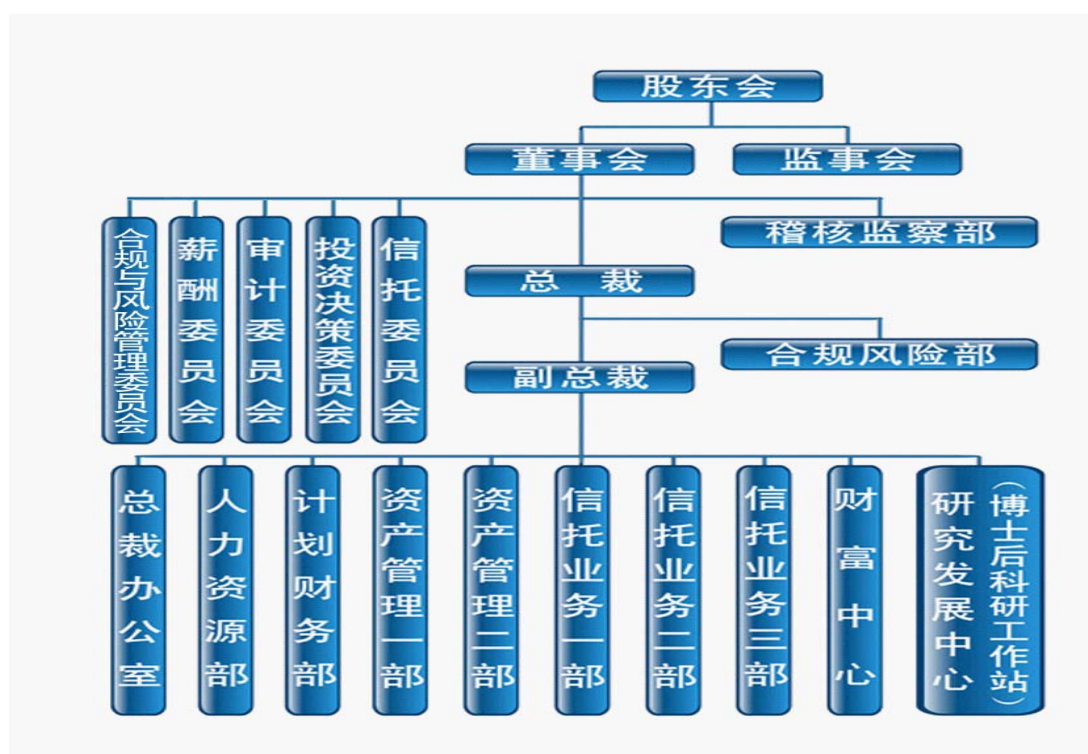 股东会
董事会
监事会
合规与风险管理委员会
薪酬委员会
审计委员会
投资决策委员会
信托委员会
稽核监察部
总裁
合规风险部
副总裁
总裁办公室
人力资源部
计划财务部
资产管理一部
资产管理二部
信托业务一部
信托业务二部
信托业务三部
财富中心
研究发展中心
（博士后科研工作站）